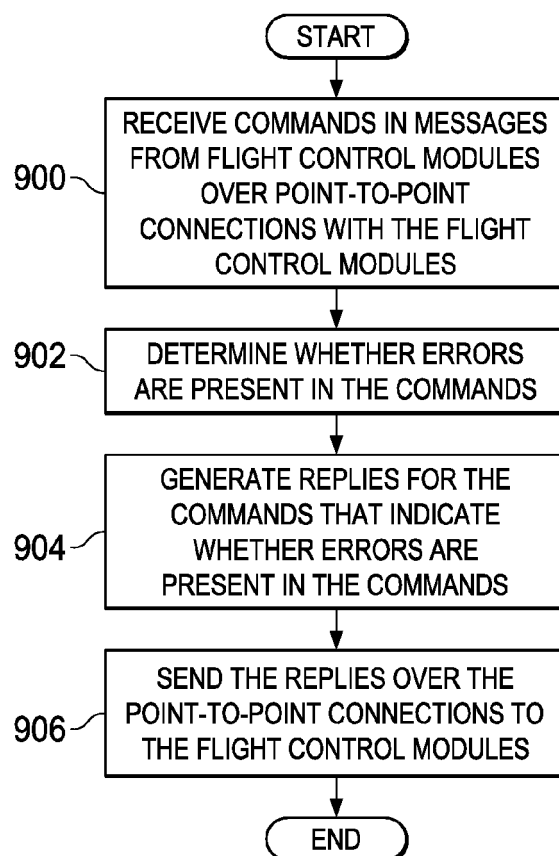 START
900
RECEIVE COMMANDS IN MESSAGES
FROM FLIGHT CONTROL MODULES
OVER POINT-TO-POINT
CONNECTIONS WITH THE FLIGHT
CONTROL MODULES
902
DETERMINE WHETHER ERRORS
ARE PRESENT IN THE COMMANDS
904
GENERATE REPLIES FOR THE
COMMANDS THAT INDICATE
WHETHER ERRORS ARE
PRESENT IN THE COMMANDS
906
SEND THE REPLIES OVER THE
POINT-TO-POINT CONNECTIONS TO
THE FLIGHT CONTROL MODULES
END